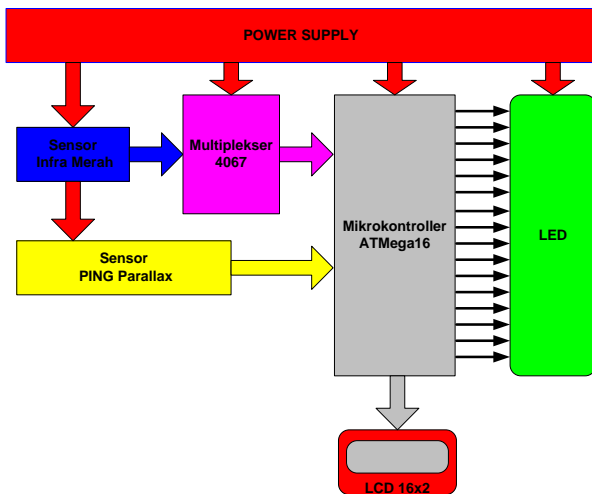 POWER SUPPLY
Sensor
Infra Merah
Multiplekser
4067
Mikrokontroller
ATMega16
LED
Sensor
PING Parallax
LCD 16x2